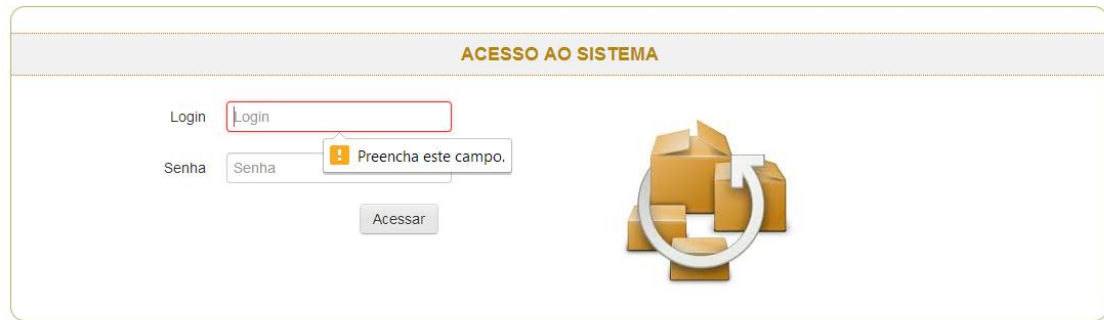 ACESSO AO SISTEMA
Login
Login
Preencha este campo.
Senha
Senha
Acessar